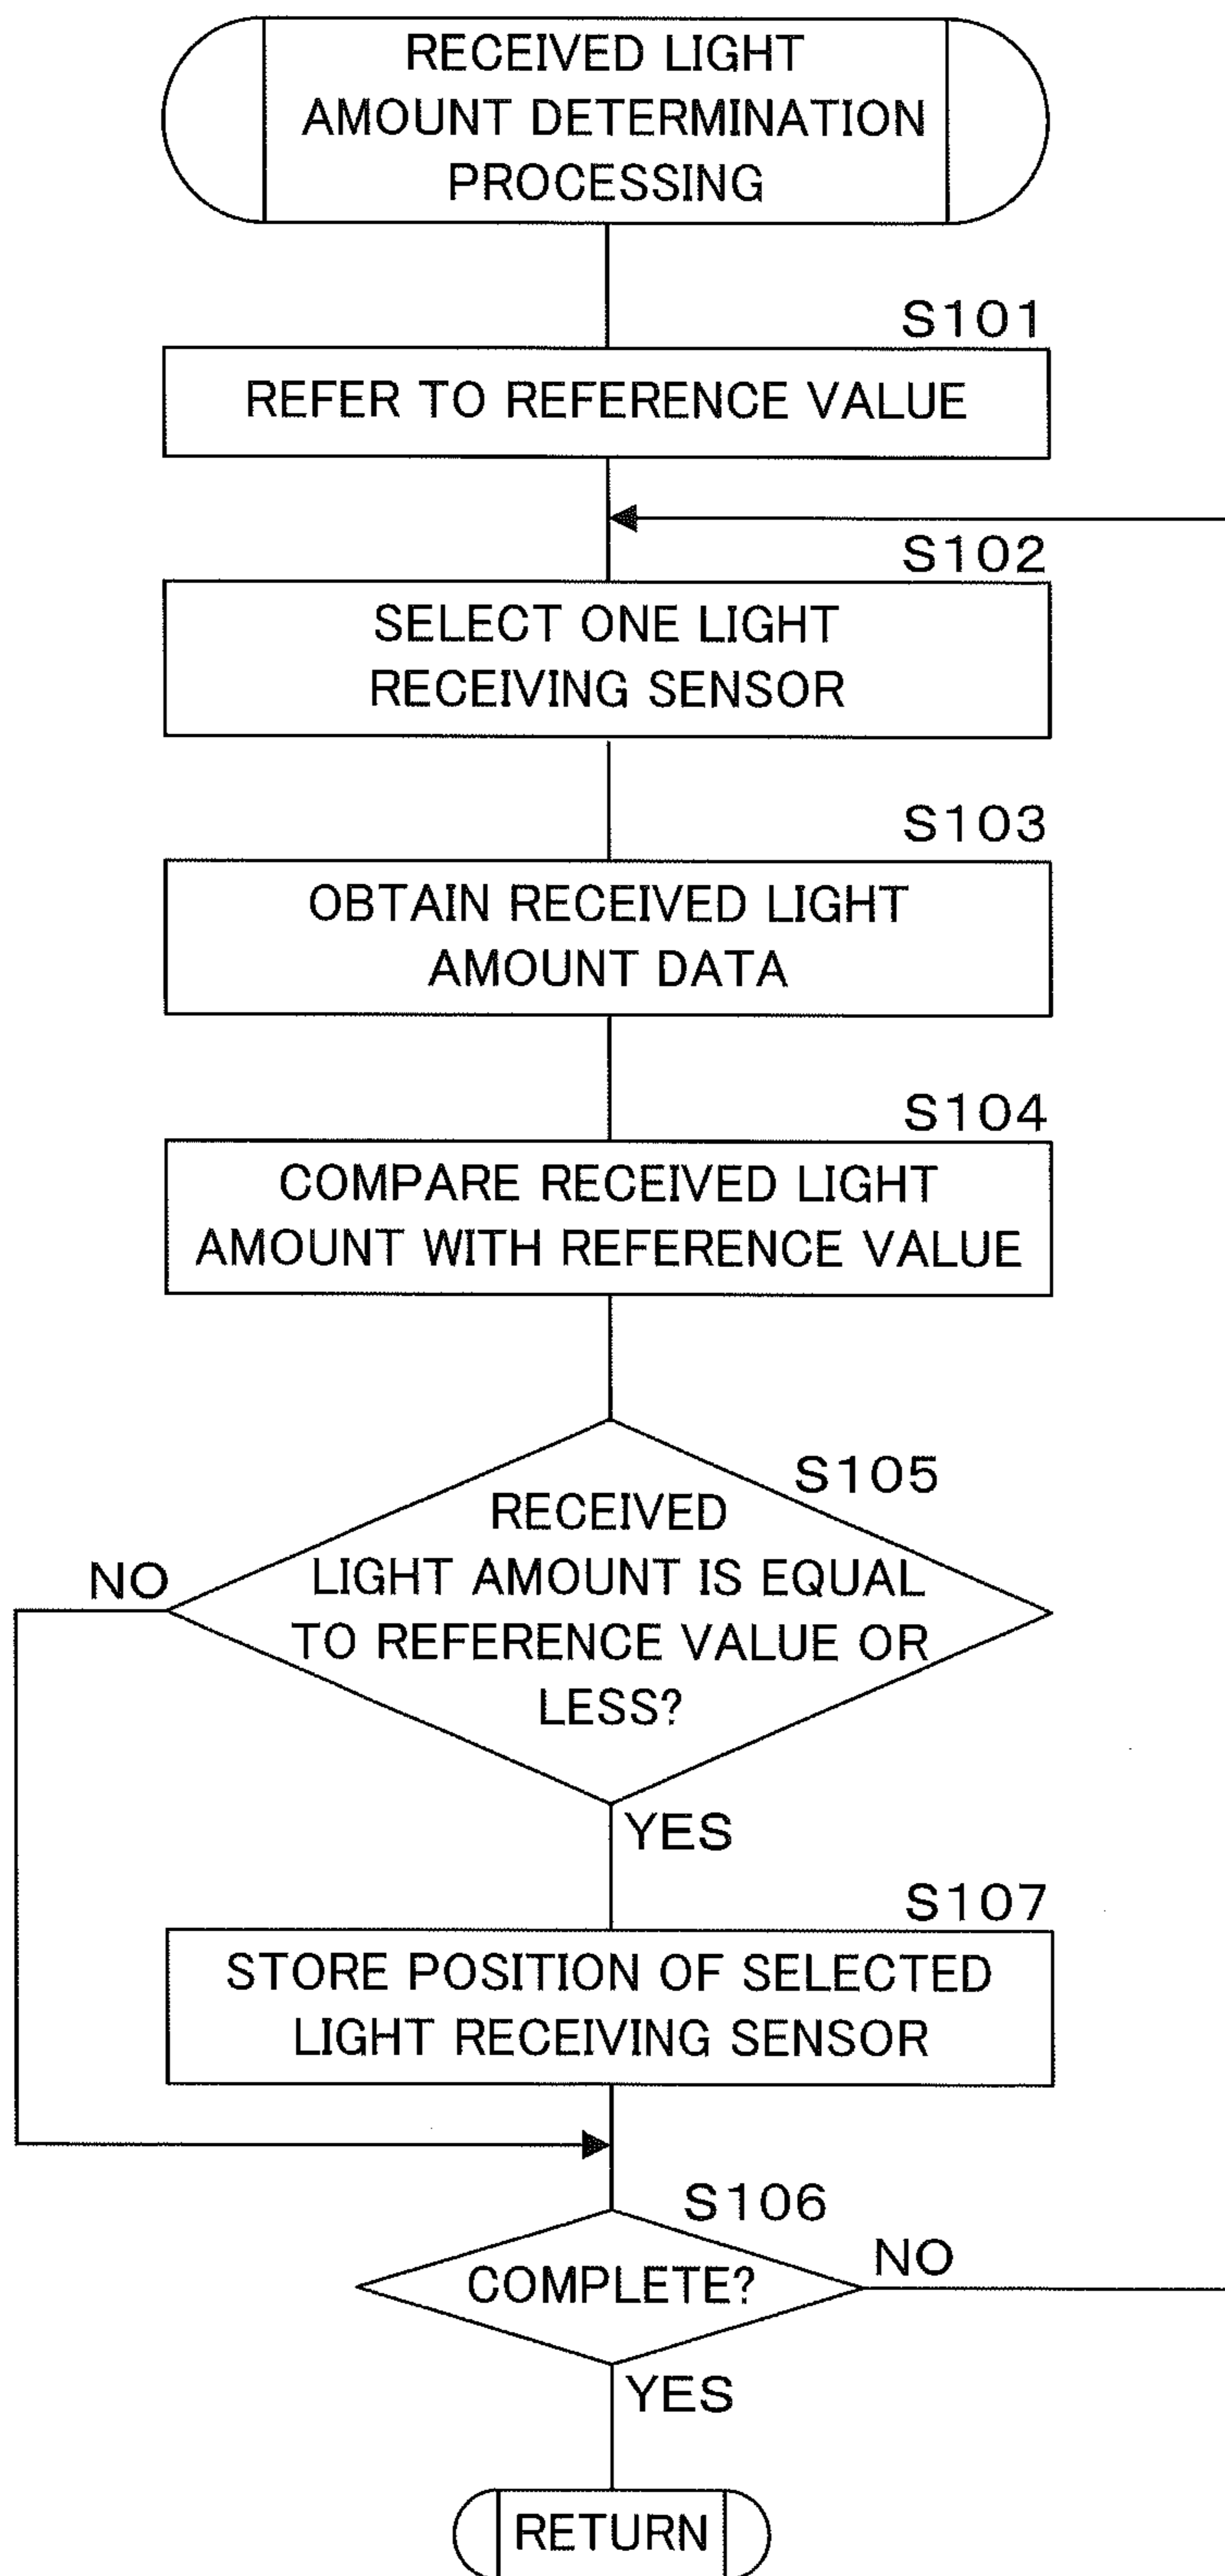 RECEIVED LIGHT
AMOUNT DETERMINATION
PROCESSING
S101
REFER TO REFERENCE VALUE
S102
SELECT ONE LIGHT
RECEIVING SENSOR
S103
OBTAIN RECEIVED LIGHT
AMOUNT DATA
S104
COMPARE RECEIVED LIGHT
AMOUNT WITH REFERENCE VALUE
S105
RECEIVED
LIGHT AMOUNT IS EQUAL
TO REFERENCE VALUE OR
LESS?
NO
YES
S107
STORE POSITION OF SELECTED
LIGHT RECEIVING SENSOR
S106
COMPLETE?
NO
YES
RETURN